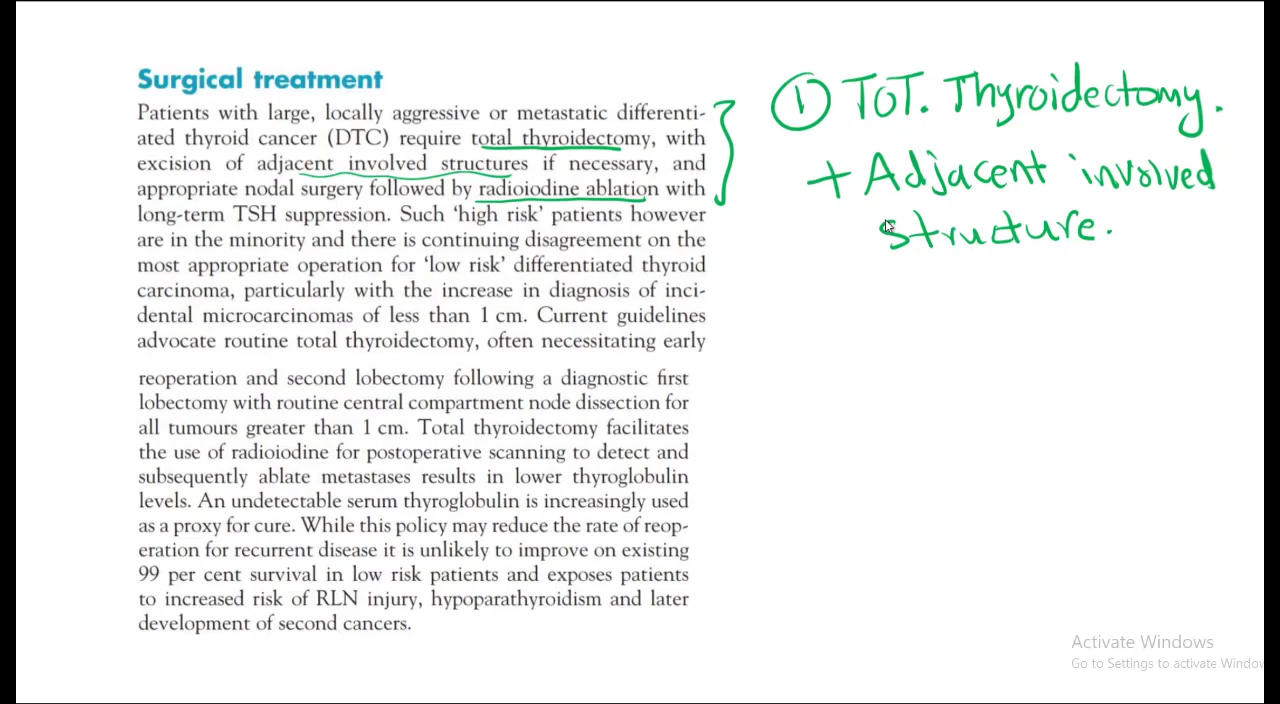 Surgical treatment
Patients with large, locally aggressive or metastatic differenti-
ated thyroid cancer (DTC) require total thyroidectomy, with
excision of adjacent involved structures if necessary, and
appropriate nodal surgery followed by radioiodine ablation with
long-term TSH suppression. Such ‘high risk’ patients however
are in the minority and there is continuing disagreement on the
most appropriate operation for ‘low risk’ differentiated thyroid
carcinoma, particularly with the increase in diagnosis of inci-
dental microcarcinomas of less than 1 cm. Current guidelines
advocate routine total thyroidectomy, often necessitating early
reoperation and second lobectomy following a diagnostic first
lobectomy with routine central compartment node dissection for
all tumours greater than 1 cm. Total thyroidectomy facilitates
the use of radioiodine for postoperative scanning to detect and
subsequently ablate metastases results in lower thyroglobulin
levels. An undetectable serum thyroglobulin is increasingly used
as a proxy for cure. While this policy may reduce the rate of reop-
eration for recurrent disease it is unlikely to improve on existing
99 per cent survival in low risk patients and exposes patients
to increased risk of RLN injury, hypoparathyroidism and later
development of second cancers.
① TOT. Thyroidectomy.
+ Adjacent involved
structure.
Activate Windows
Go to Settings to activate Window